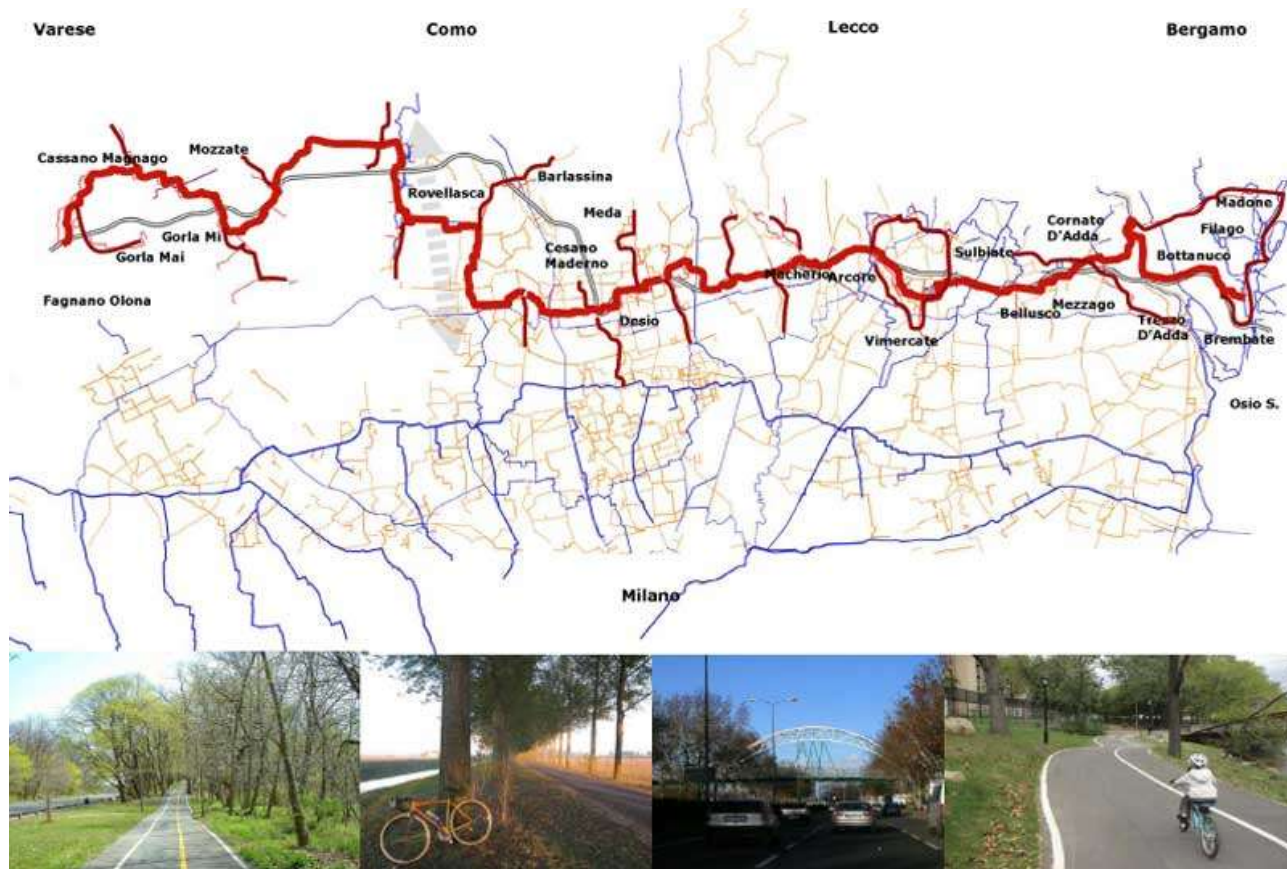 Varese
Como
Lecco
Bergamo
Cassano Magnago
Mozzate
Rovellasca
Barlassina
Meda
Cesano
Maderno
Gorla Mi
Gorla Mai
Fagnano Olona
Desio
Macherio
Arcore
Vimercate
Sulbiate
Cornato
D'Adda
Bellusco
Mezzago
Trezzo
D'Adda
Bottanuco
Madone
Filago
Brembate
Osio S.
Milano